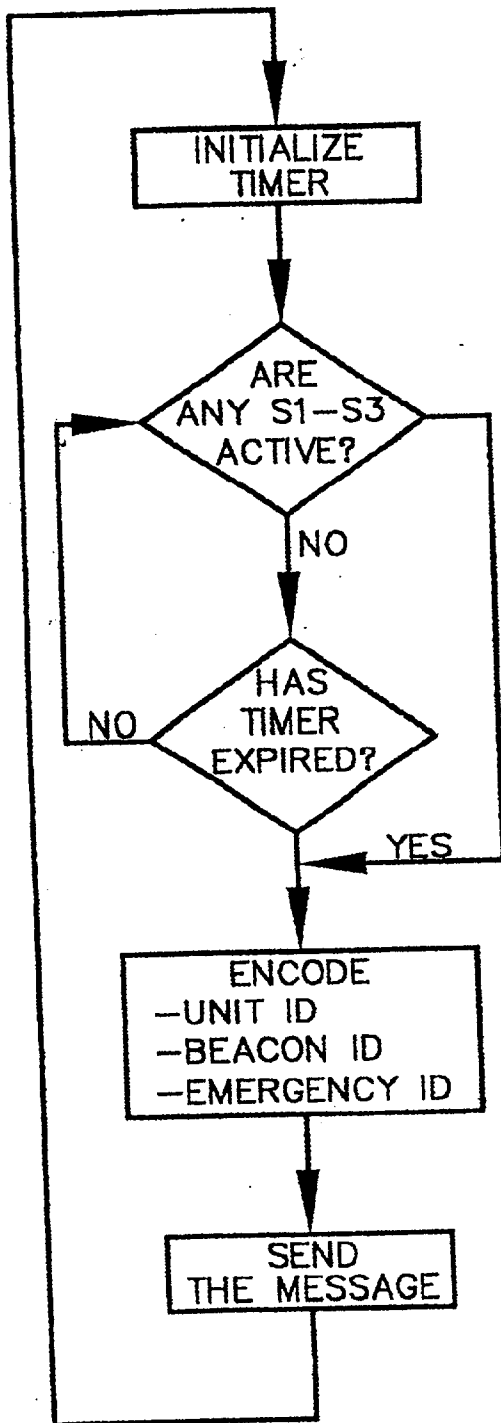 INITIALIZE
TIMER
ARE
ANY S1-S3
ACTIVE?
NO
HAS
TIMER
EXPIRED?
NO
YES
ENCODE
-UNIT ID
-BEACON ID
-EMERGENCY ID
SEND
THE MESSAGE